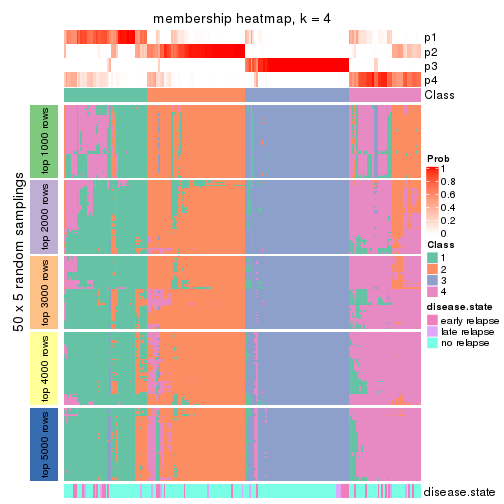 membership heatmap, k = 4
p1
p2
p3
p4
Class
50 x 5 random samplings
top 1000 rows
top 2000 rows
top 3000 rows
top 4000 rows
top 5000 rows
disease.state
Prob
1
0.8
0.6
0.4
0.2
0
Class
1
2
3
4
disease.state
early relapse
late relapse
no relapse